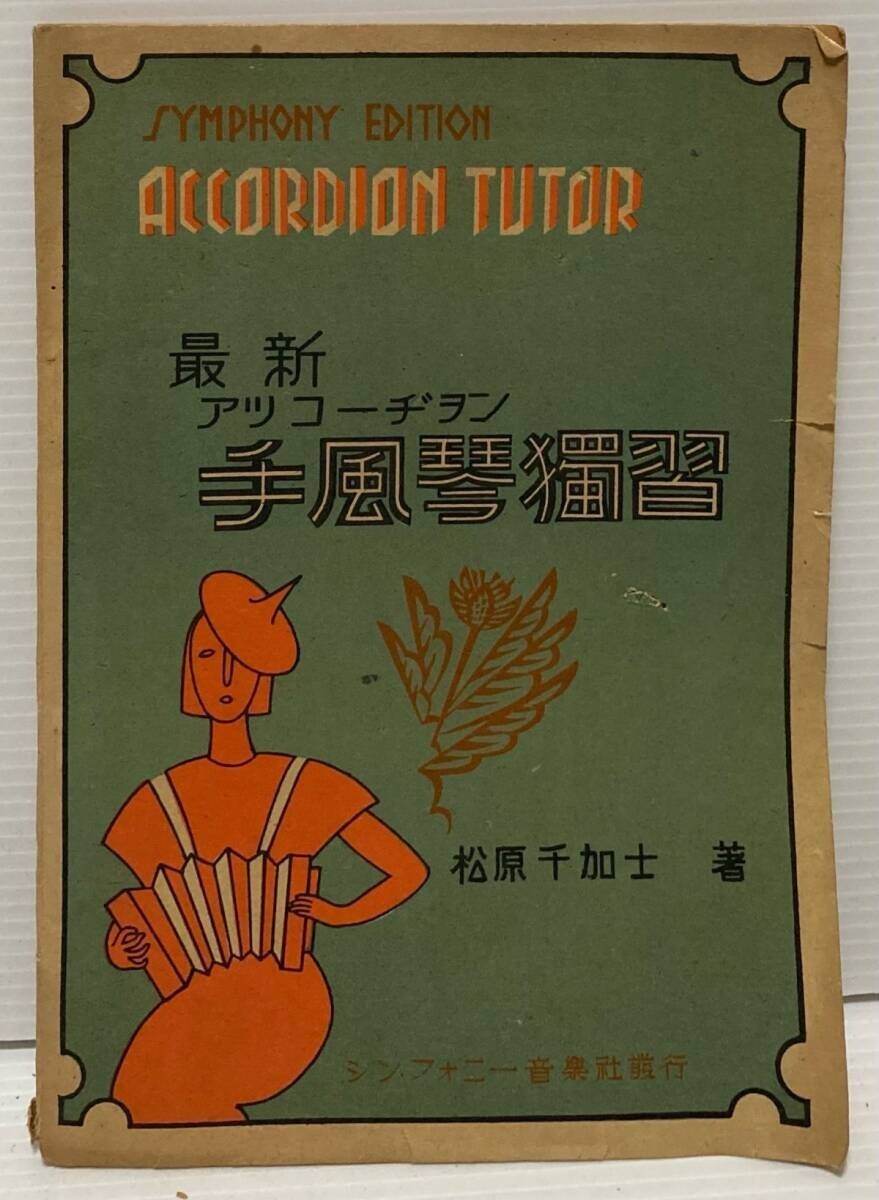 SYMPHONY EDITION
ACCORDION TUTOR
最新
アツコーヂヲン
手風琴獨習
松原千加士 著
シンフォニー音樂社發行